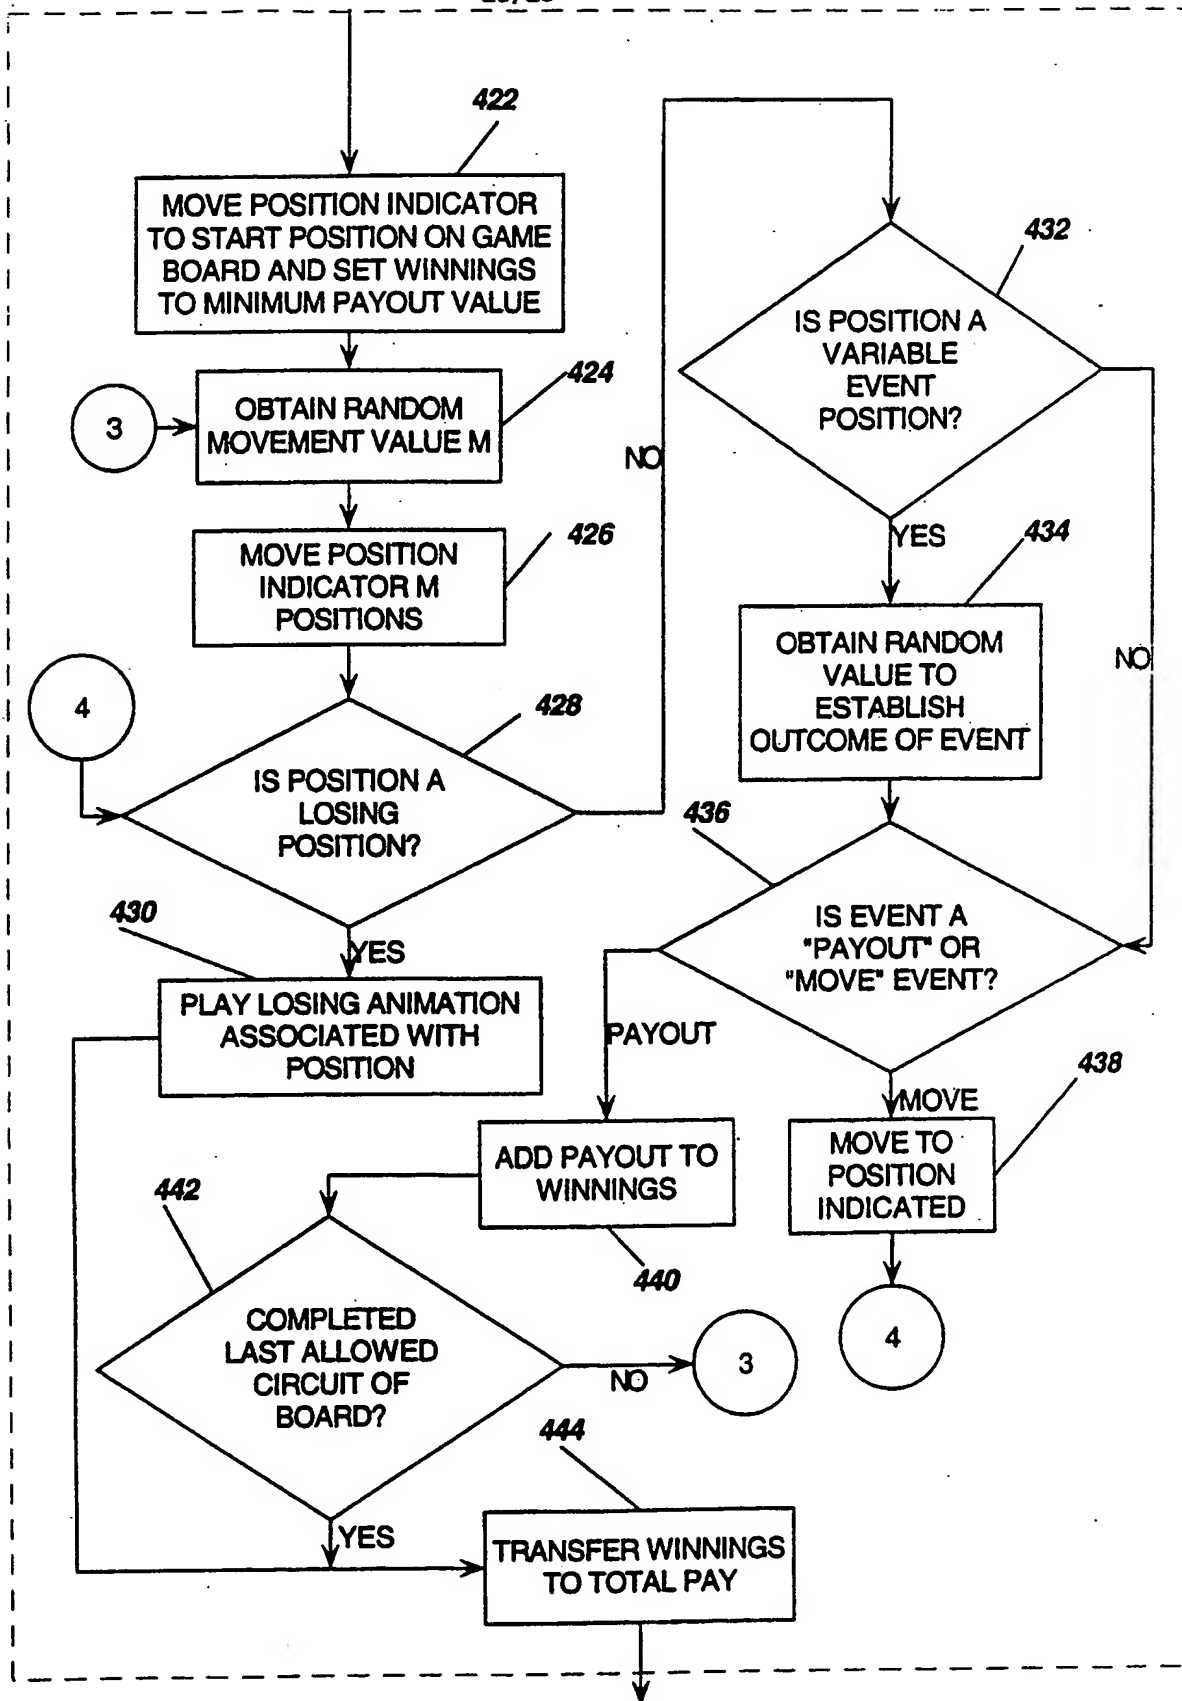 422
MOVE POSITION INDICATOR
TO START POSITION ON GAME
BOARD AND SET WINNINGS
TO MINIMUM PAYOUT VALUE
424
3
OBTAIN RANDOM
MOVEMENT VALUE M
426
MOVE POSITION
INDICATOR M
POSITIONS
4
428
IS POSITION A
LOSING
POSITION?
NO
430
YES
PLAY LOSING ANIMATION
ASSOCIATED WITH
POSITION
432
IS POSITION A
VARIABLE
EVENT
POSITION?
YES
NO
434
OBTAIN RANDOM
VALUE TO
ESTABLISH
OUTCOME OF EVENT
436
IS EVENT A
"PAYOUT" OR
"MOVE" EVENT?
PAYOUT
MOVE
438
MOVE TO
POSITION
INDICATED
4
ADD PAYOUT TO
WINNINGS
440
442
COMPLETED
LAST ALLOWED
CIRCUIT OF
BOARD?
NO
3
YES
444
TRANSFER WINNINGS
TO TOTAL PAY